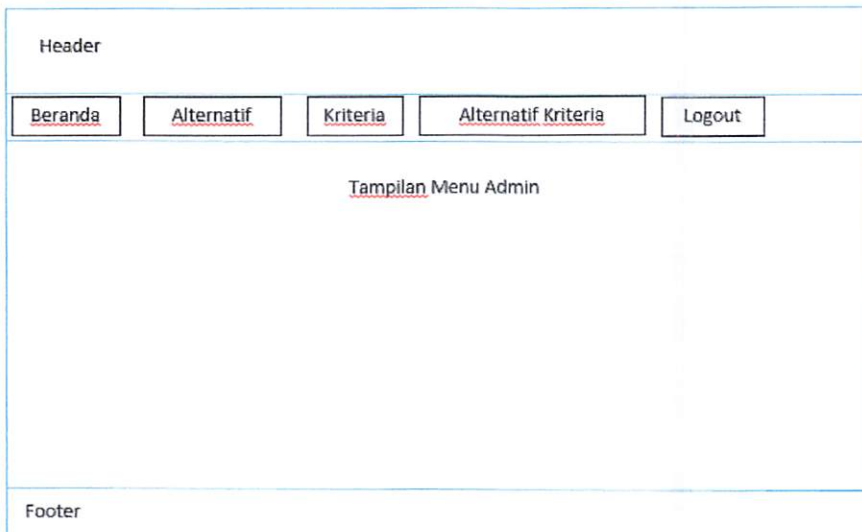 Header
Beranda Alternatif Kriteria Alternatif Kriteria Logout
Tampilan Menu Admin
Footer